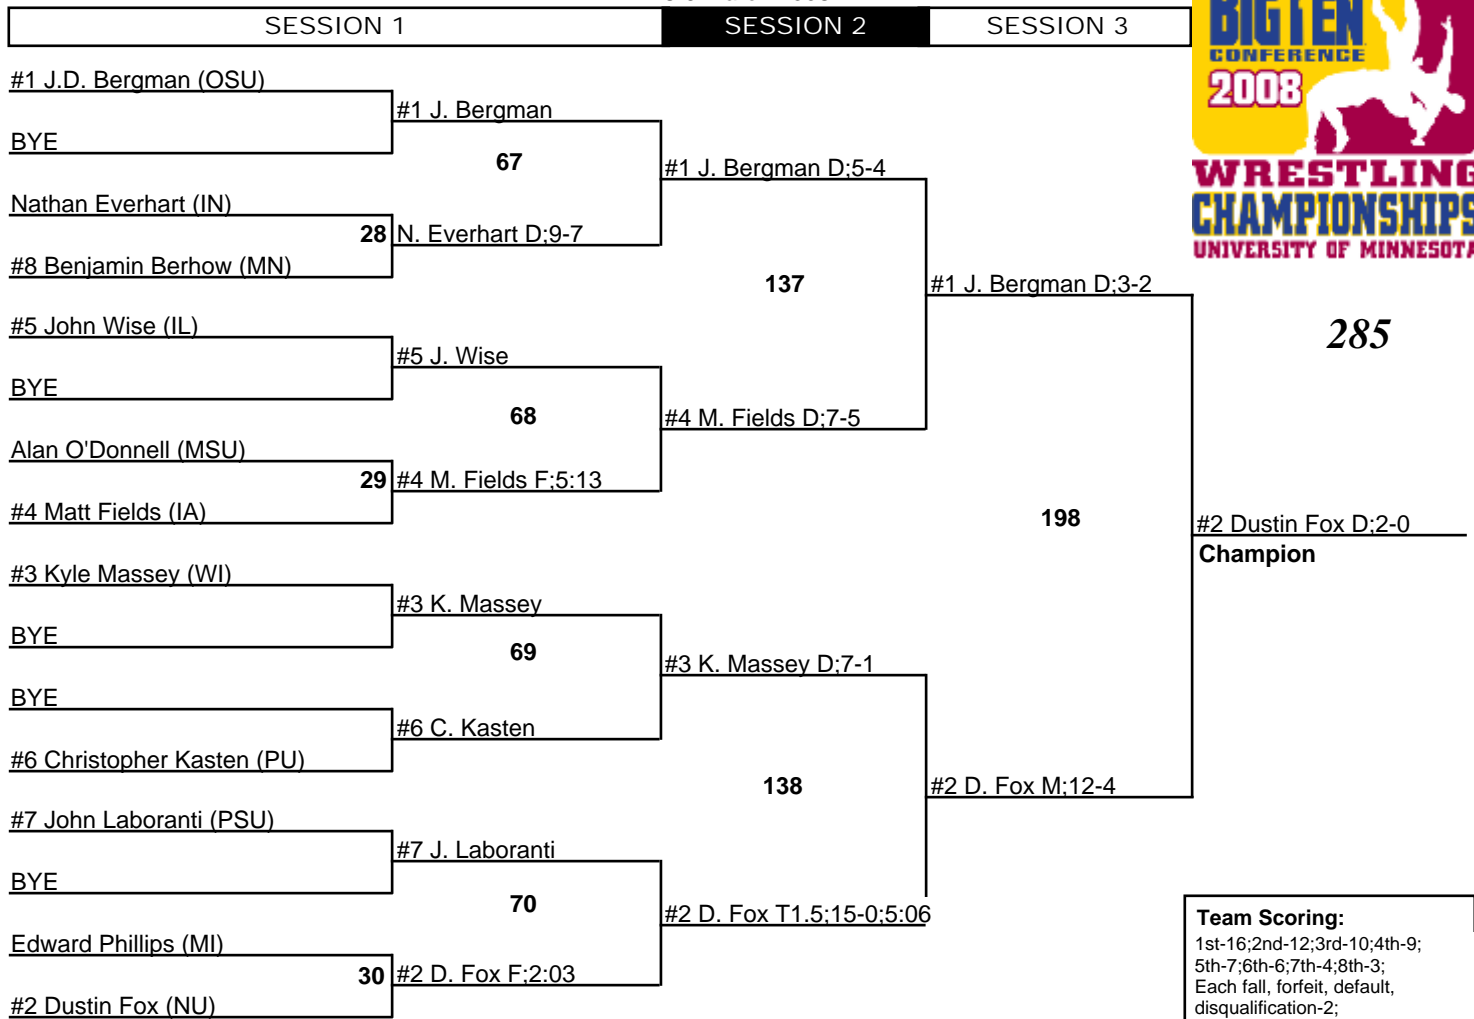 SESSION 1
SESSION 2
SESSION 3
BIG TEN
CONFERENCE
2008
WRESTLING
CHAMPIONSHIPS
UNIVERSITY OF MINNESOTA
285
#1 J.D. Bergman (OSU)
BYE
Nathan Everhart (IN)
28
#8 Benjamin Berhow (MN)
#5 John Wise (IL)
BYE
Alan O'Donnell (MSU)
29
#4 Matt Fields (IA)
#3 Kyle Massey (WI)
BYE
BYE
#6 Christopher Kasten (PU)
#7 John Laboranti (PSU)
BYE
Edward Phillips (MI)
30
#2 Dustin Fox (NU)
#1 J. Bergman
67
N. Everhart D;9-7
#5 J. Wise
68
#4 M. Fields F;5:13
#3 K. Massey
69
#6 C. Kasten
#7 J. Laboranti
70
#2 D. Fox F;2:03
#1 J. Bergman D;5-4
137
#4 M. Fields D;7-5
#3 K. Massey D;7-1
138
#2 D. Fox T1.5;15-0;5:06
#1 J. Bergman D;3-2
198
#2 D. Fox M;12-4
#2 Dustin Fox D;2-0
Champion
Team Scoring:
1st-16;2nd-12;3rd-10;4th-9;
5th-7;6th-6;7th-4;8th-3;
Each fall, forfeit, default,
disqualification-2;